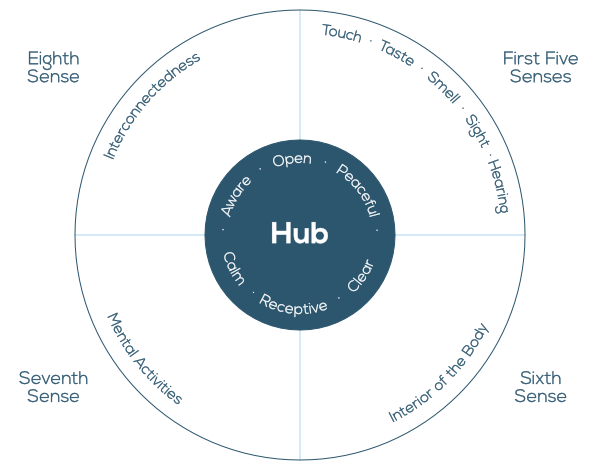 Eighth
Sense
First Five
Senses
Interconnectedness
Touch · Taste · Smell · Sight · Hearing
Aware · Open · Peaceful ·
Hub
Calm · Receptive · Clear
Mental Activities
Interior of the Body
Seventh
Sense
Sixth
Sense